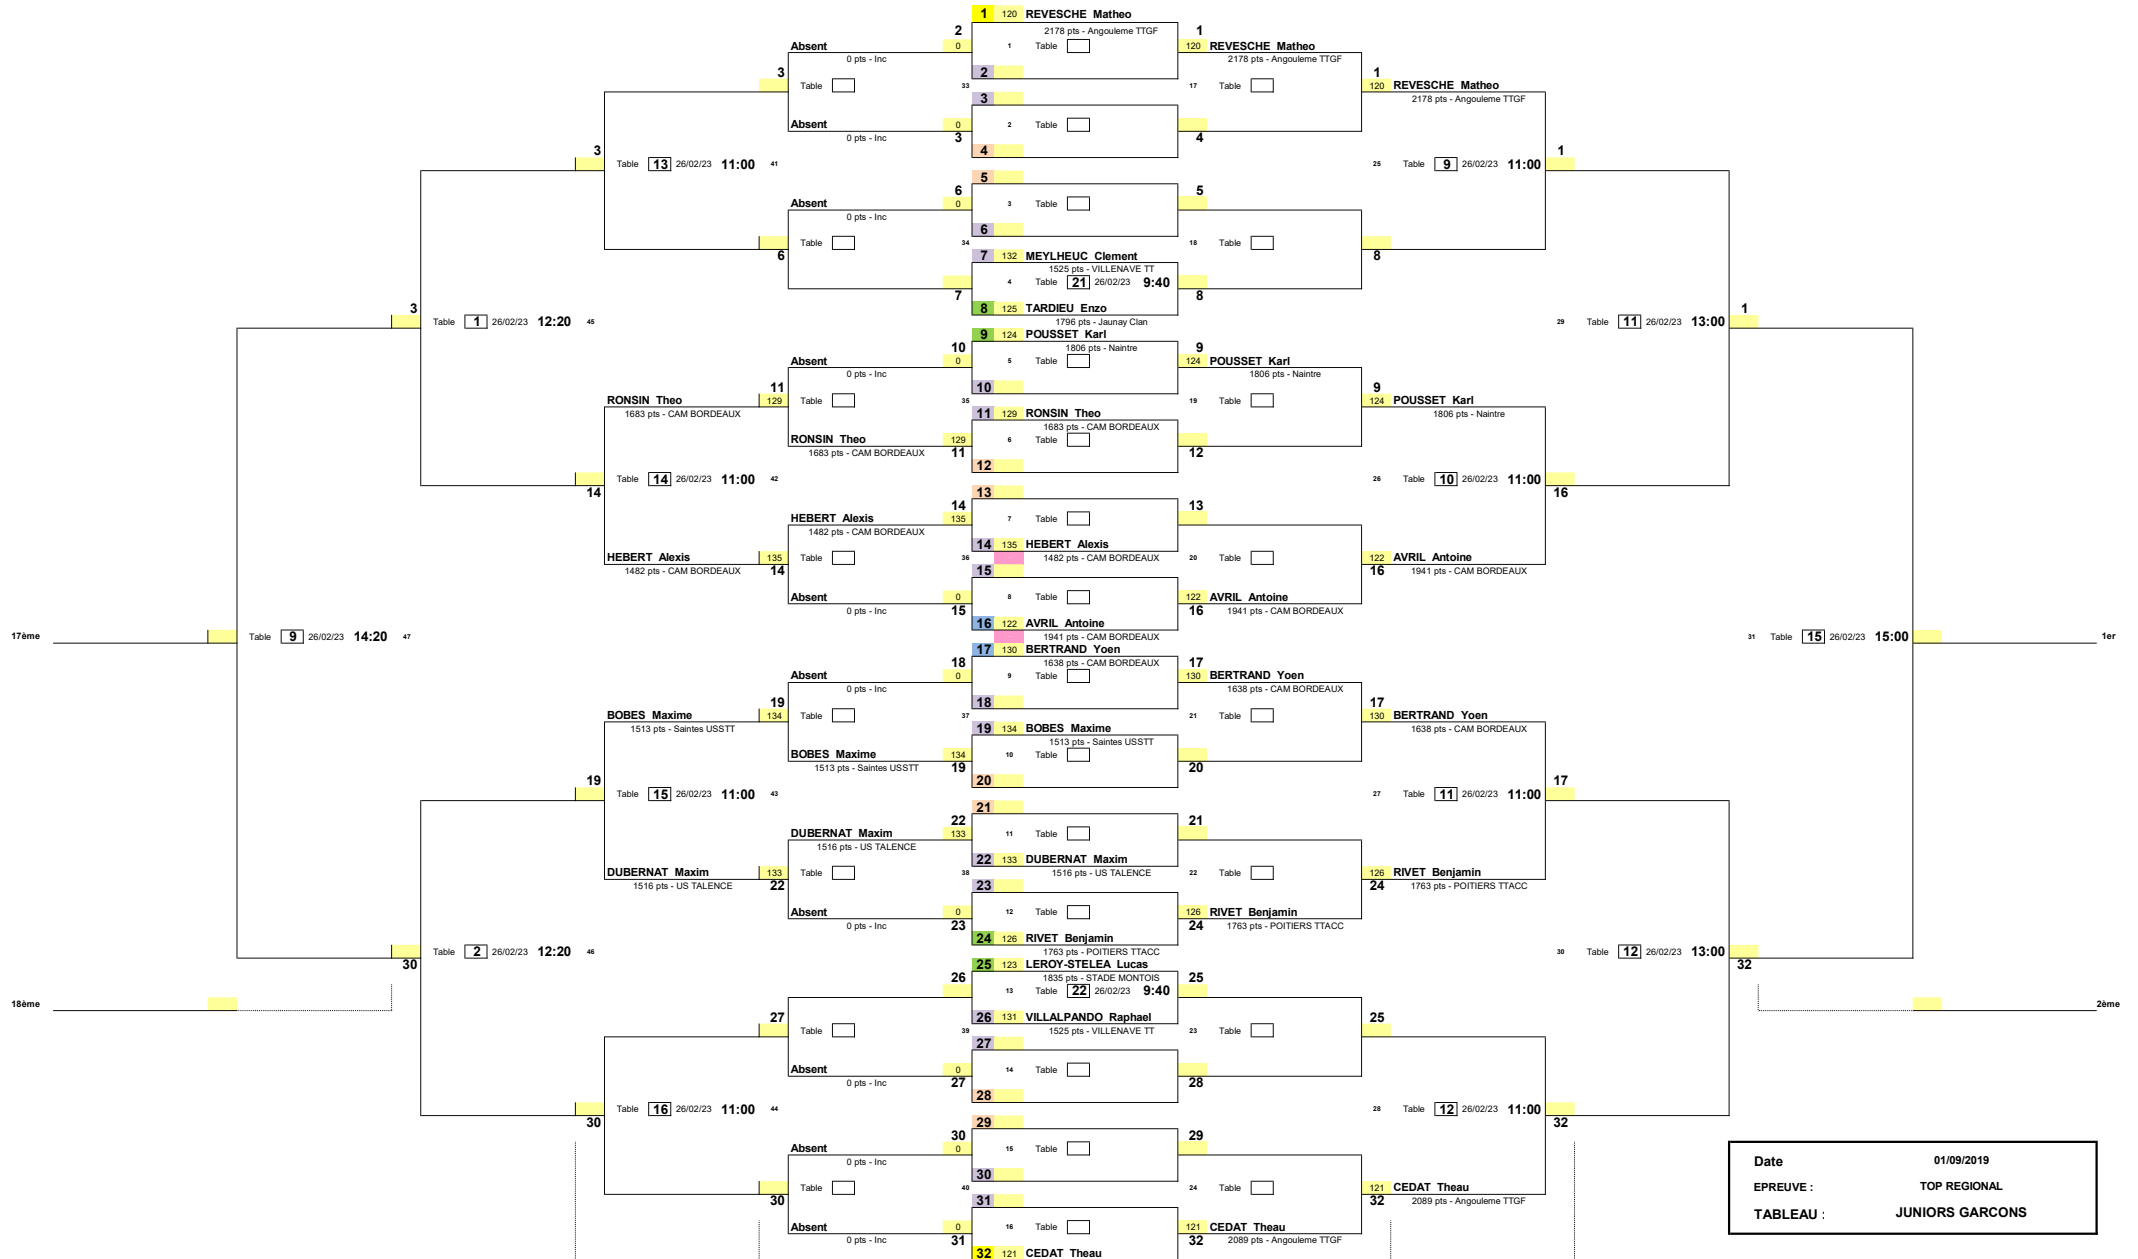 1 120 REVESCHE Matheo
2 2178 pts - Angouleme TTGF 1
Absent 0 1 Table 120 REVESCHE Matheo
0 pts - Inc 2178 pts - Angouleme TTGF
3 2 1
Table 33 17 Table 120 REVESCHE Matheo
3 2178 pts - Angouleme TTGF
Absent 0 2 Table
0 pts - Inc 3 4
3 4 1
Table 13 26/02/23 11:00 41 25 Table 9 26/02/23 11:00
5
6 5
Absent 0 3 Table
0 pts - Inc
6
Table 34 18 Table
6 7 132 MEYLHEUC Clement 8
1525 pts - VILLENAVE TT
4 Table 21 26/02/23 9:40
7 8
3 8 125 TARDIEU Enzo 1
Table 1 26/02/23 12:20 45 1796 pts - Jaunay Clan 29 Table 11 26/02/23 13:00
9 124 POUSSET Karl
10 1806 pts - Naintre 9
Absent 0 5 Table 124 POUSSET Karl
0 pts - Inc 1806 pts - Naintre
11 10 9
RONSIN Theo 129 Table 35 19 Table 124 POUSSET Karl
1683 pts - CAM BORDEAUX 11 129 RONSIN Theo 1806 pts - Naintre
1683 pts - CAM BORDEAUX
RONSIN Theo 129 6 Table
1683 pts - CAM BORDEAUX 11 12
12
Table 14 26/02/23 11:00 42 26 Table 10 26/02/23 11:00
14 13 16
14 13
HEBERT Alexis 135 7 Table
1482 pts - CAM BORDEAUX
14 135 HEBERT Alexis
HEBERT Alexis 135 Table 36 1482 pts - CAM BORDEAUX 20 Table 122 AVRIL Antoine
1482 pts - CAM BORDEAUX 14 15 16 1941 pts - CAM BORDEAUX
Absent 0 8 Table 122 AVRIL Antoine
0 pts - Inc 15 16 1941 pts - CAM BORDEAUX
16 122 AVRIL Antoine
17ème Table 9 26/02/23 14:20 47 1941 pts - CAM BORDEAUX 31 Table 15 26/02/23 15:00 1er
17 130 BERTRAND Yoen
18 1638 pts - CAM BORDEAUX 17
Absent 0 9 Table 130 BERTRAND Yoen
0 pts - Inc 1638 pts - CAM BORDEAUX
19 18 17
BOBES Maxime 134 Table 37 21 Table 130 BERTRAND Yoen
1513 pts - Saintes USSTT 19 134 BOBES Maxime 1638 pts - CAM BORDEAUX
1513 pts - Saintes USSTT
BOBES Maxime 134 10 Table
1513 pts - Saintes USSTT 19 20
19 20 17
Table 15 26/02/23 11:00 43 27 Table 11 26/02/23 11:00
21
22 21
DUBERNAT Maxim 133 11 Table
1516 pts - US TALENCE
22 133 DUBERNAT Maxim
DUBERNAT Maxim 133 Table 38 1516 pts - US TALENCE 22 Table 126 RIVET Benjamin
1516 pts - US TALENCE 22 23 24 1763 pts - POITIERS TTACC
Absent 0 12 Table 126 RIVET Benjamin
0 pts - Inc 23 24 1763 pts - POITIERS TTACC
24 126 RIVET Benjamin
Table 2 26/02/23 12:20 46 1763 pts - POITIERS TTACC 30 Table 12 26/02/23 13:00
30 25 123 LEROY-STELEA Lucas 32
26 1835 pts - STADE MONTOIS 25
13 Table 22 26/02/23 9:40
18ème 2ème
27 26 131 VILLALPANDO Raphael 25
Table 39 1525 pts - VILLENAVE TT 23 Table
27
Absent 0 14 Table
0 pts - Inc 27 28
28
Table 16 26/02/23 11:00 44 28 Table 12 26/02/23 11:00
30 29 32
30 29
Absent 0 15 Table
0 pts - Inc
30
Table 40 24 Table 121 CEDAT Theau
30 31 32 2089 pts - Angouleme TTGF
Absent 0 16 Table 121 CEDAT Theau
0 pts - Inc 31 32 2089 pts - Angouleme TTGF
32 121 CEDAT Theau
Date 01/09/2019
EPREUVE : TOP REGIONAL
TABLEAU : JUNIORS GARCONS